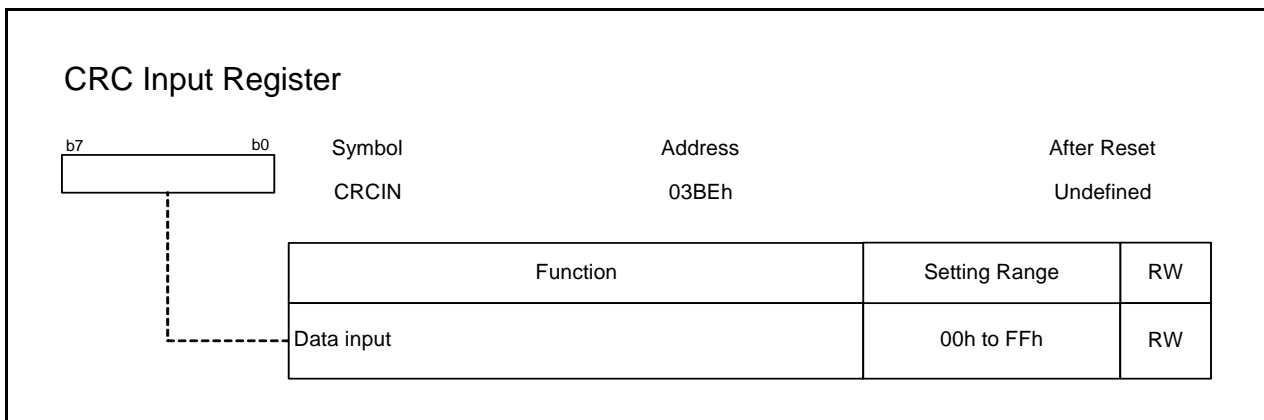 CRC Input Register
b7 b0 Symbol Address After Reset
CRCIN 03BEh Undefined
Function Setting Range RW
Data input 00h to FFh RW